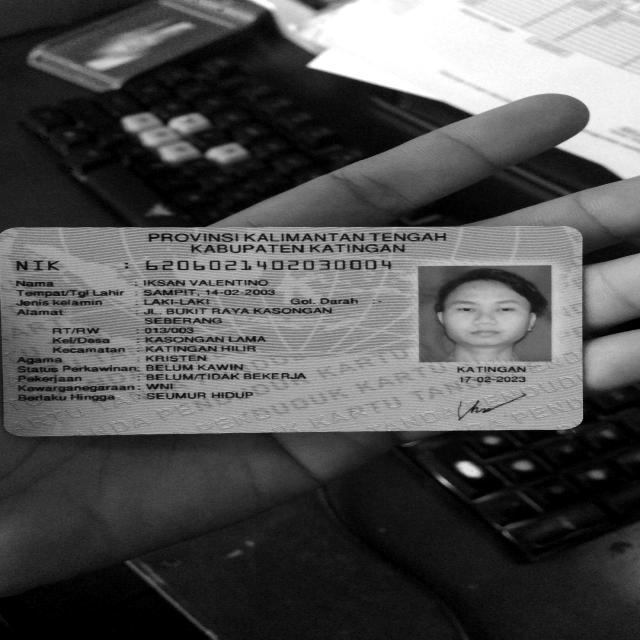 PROVINSI KALIMANTAN TENGAH
KABUPATEN KATINGAN
NIK : 6206021402030004
Nama : IKSAN VALENTINO
Tempat/Tgl Lahir : TAMPIT 14-02-2003
LAKI-LAKI Gol. Darah
Alamat : JL BUKIT RAYA KASONGAN
SEBERANG
RT/RW : 013/003
Kel/Desa : KASONGAN LAMA
Kecamatan : KATINGAN HILIR
Agama : KRISTEN
Status Perkawinan: BELUM KAWIN
Pekerjaan : BELUM/TIDAK BEKERJA
Kewarganegaraan: WNI
Berlaku Hingga : SEUMUR HIDUP
KATINGAN
17-02-2023